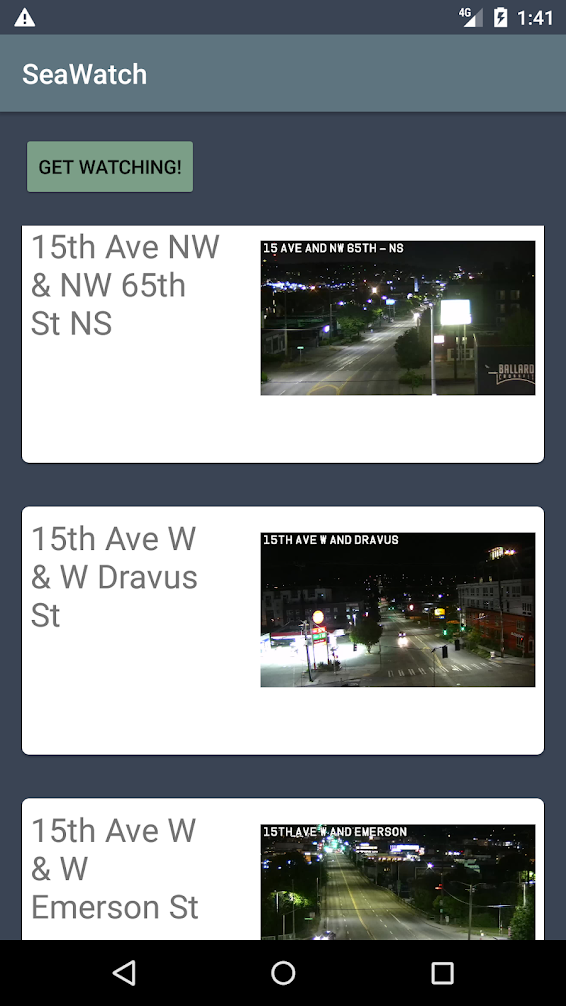 4G 1:41
SeaWatch
GET WATCHING!
15th Ave NW
& NW 65th
St NS
15 AVE AND NW 65TH - NS
BALLARD
15th Ave W
& W Dravus
St
15TH AVE W AND DRAVUS
15th Ave W
& W
Emerson St
15TH AVE W AND EMERSON